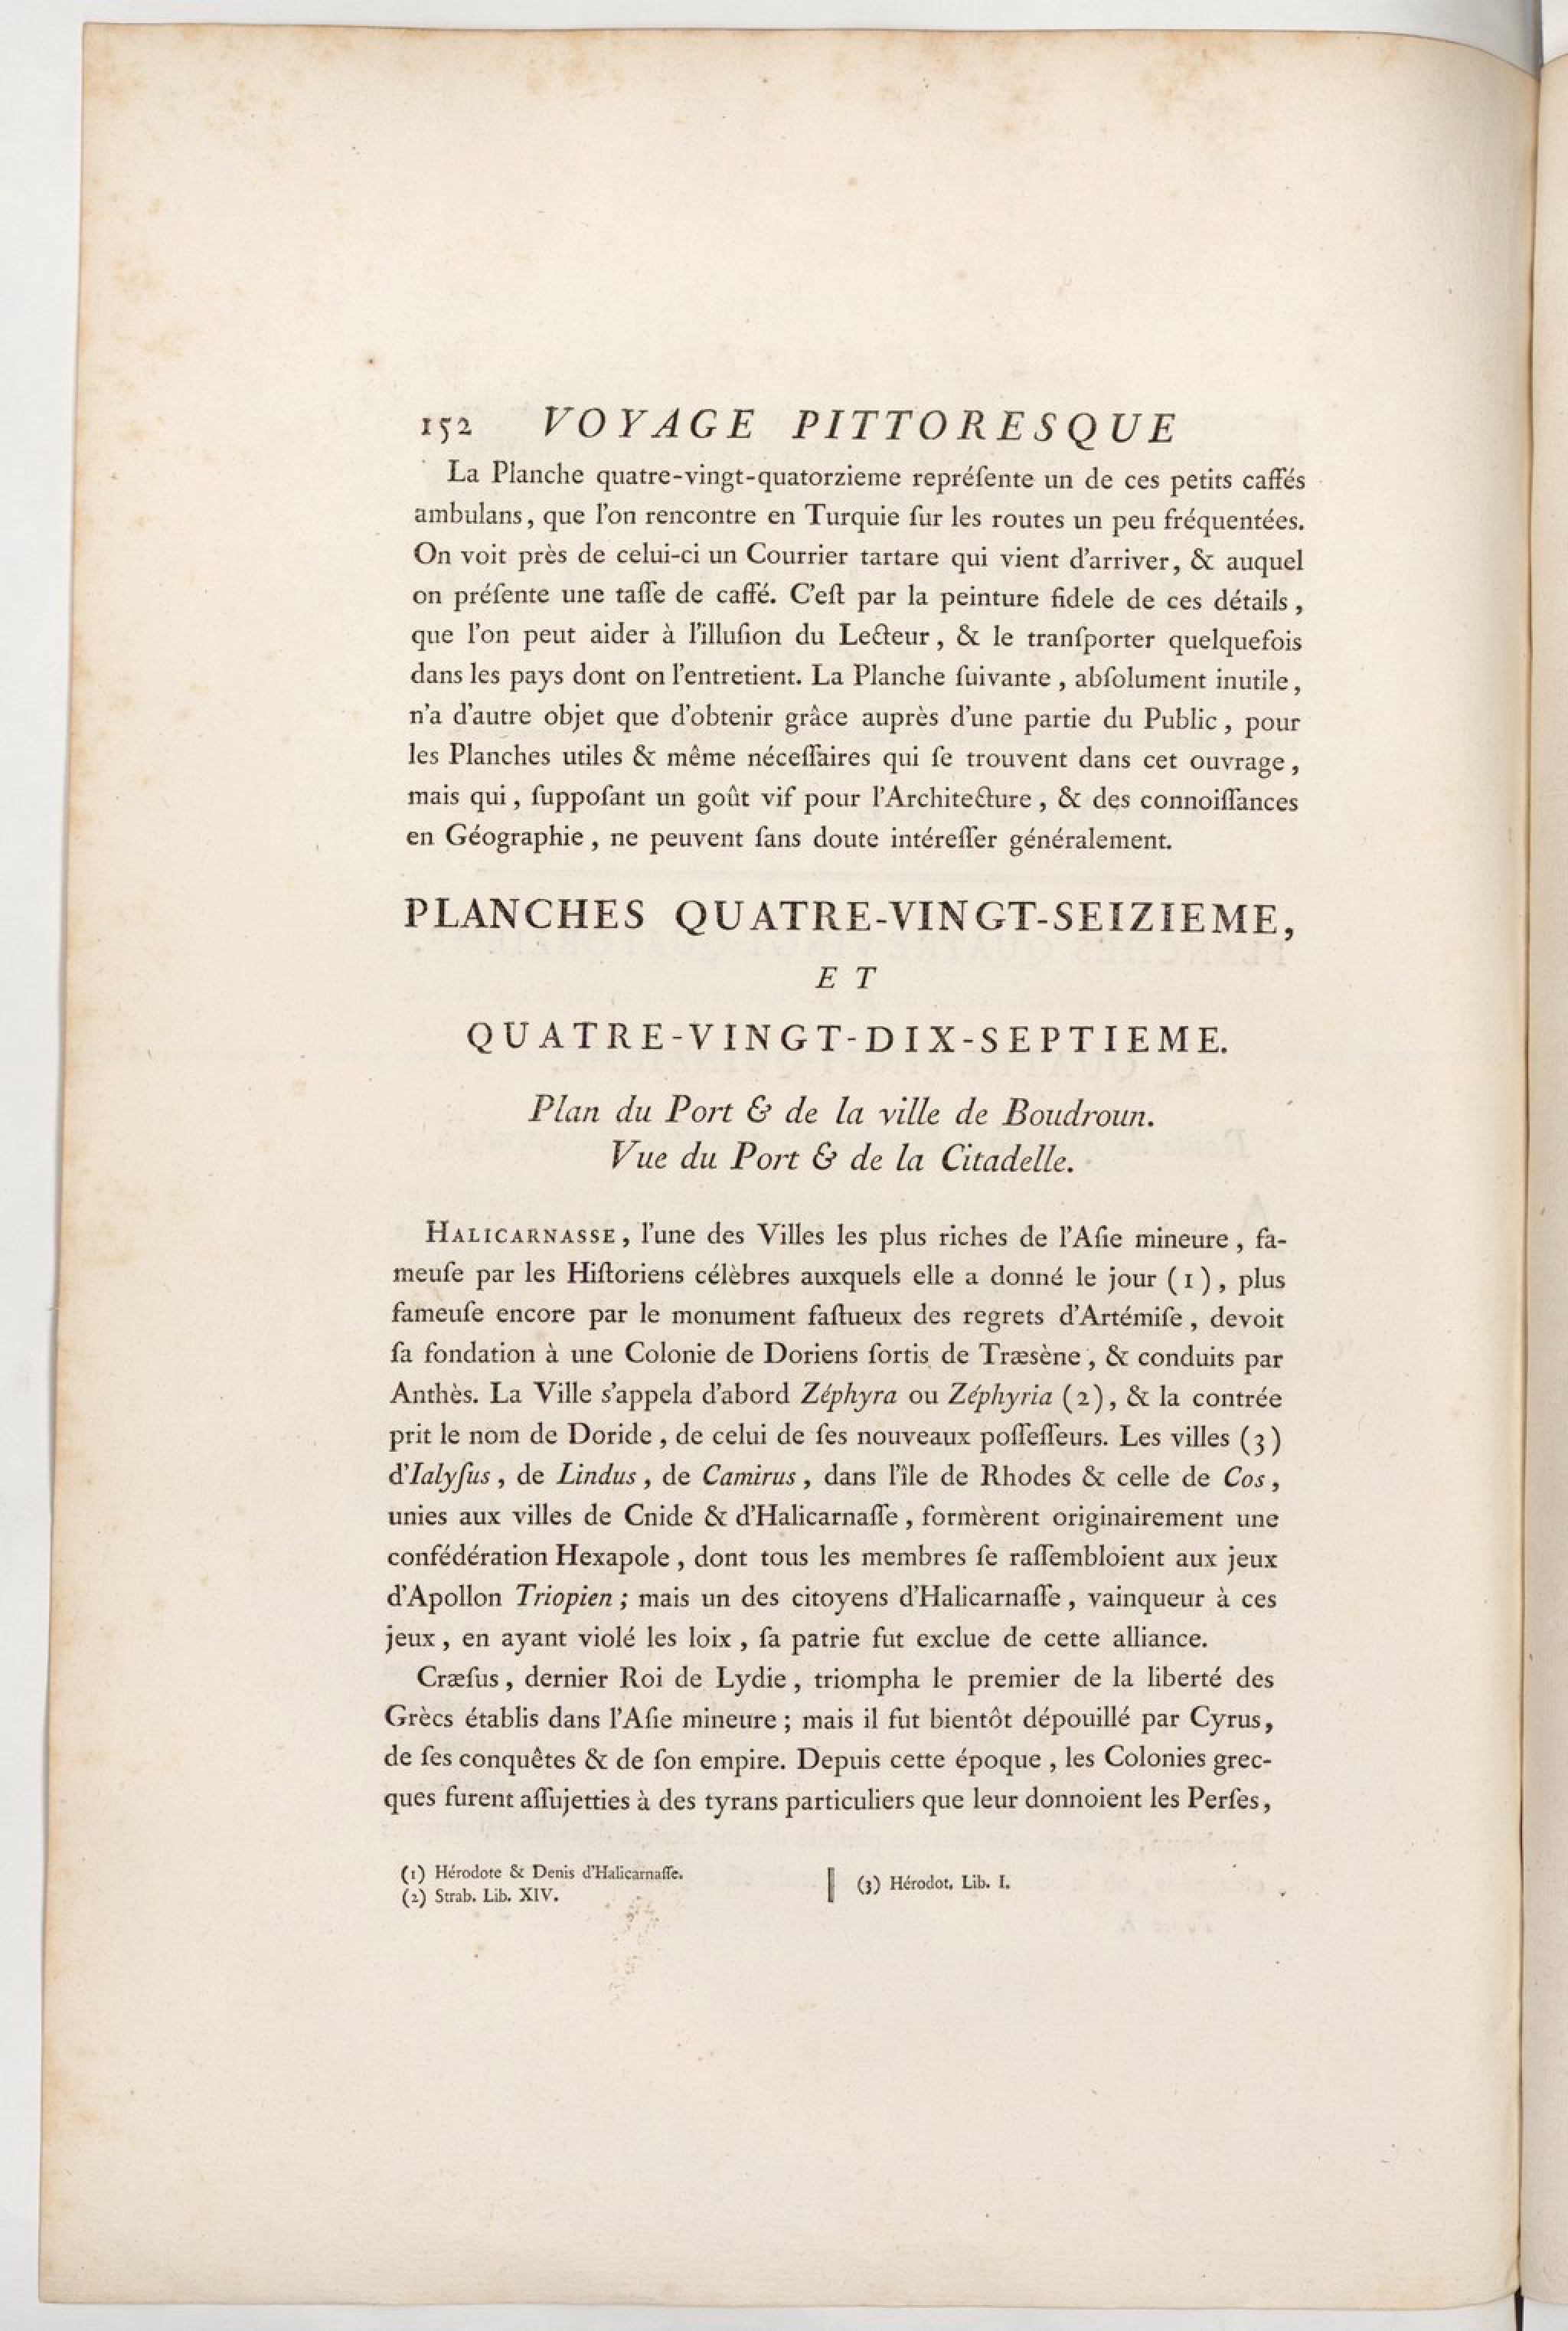 152 VOYAGE PITTORESQUE
La Planche quatre-vingt-quatorzieme repréſente un de ces petits caffés
ambulans, que l'on rencontre en Turquie ſur les routes un peu fréquentées.
On voit près de celui-ci un Courrier tartare qui vient d'arriver, & auquel
on préſente une taſſe de caffé. C'eſt par la peinture fidele de ces détails,
que l'on peut aider à l'illuſion du Lecteur, & le tranſporter quelquefois
dans les pays dont on l'entretient. La Planche ſuivante, abſolument inutile,
n'a d'autre objet que d'obtenir grâce auprès d'une partie du Public, pour
les Planches utiles & même néceſſaires qui ſe trouvent dans cet ouvrage,
mais qui, ſuppoſant un goût vif pour l'Architecture, & des connoiſſances
en Géographie, ne peuvent ſans doute intéreſſer généralement.
PLANCHES QUATRE-VINGT-SEIZIEME,
ET
QUATRE-VINGT-DIX-SEPTIEME.
Plan du Port & de la ville de Boudroun.
Vue du Port & de la Citadelle.
HALICARNASSE, l'une des Villes les plus riches de l'Aſie mineure, fa-
meuſe par les Hiſtoriens célèbres auxquels elle a donné le jour (1), plus
fameuſe encore par le monument faſtueux des regrets d'Artémiſe, devoit
ſa fondation à une Colonie de Doriens ſortis de Træsène, & conduits par
Anthès. La Ville s'appela d'abord Zéphyra ou Zéphyria (2), & la contrée
prit le nom de Doride, de celui de ſes nouveaux poſſeſſeurs. Les villes (3)
d'Ialyſus, de Lindus, de Camirus, dans l'île de Rhodes & celle de Cos,
unies aux villes de Cnide & d'Halicarnaſſe, formèrent originairement une
confédération Hexapole, dont tous les membres ſe raſſembloient aux jeux
d'Apollon Triopien; mais un des citoyens d'Halicarnaſſe, vainqueur à ces
jeux, en ayant violé les loix, ſa patrie fut exclue de cette alliance.
Cræſus, dernier Roi de Lydie, triompha le premier de la liberté des
Grècs établis dans l'Aſie mineure; mais il fut bientôt dépouillé par Cyrus,
de ſes conquêtes & de ſon empire. Depuis cette époque, les Colonies grec-
ques furent aſſujetties à des tyrans particuliers que leur donnoient les Perſes,
(1) Hérodote & Denis d'Halicarnaſſe.
(2) Strab. Lib. XIV.
(3) Hérodot. Lib. I.